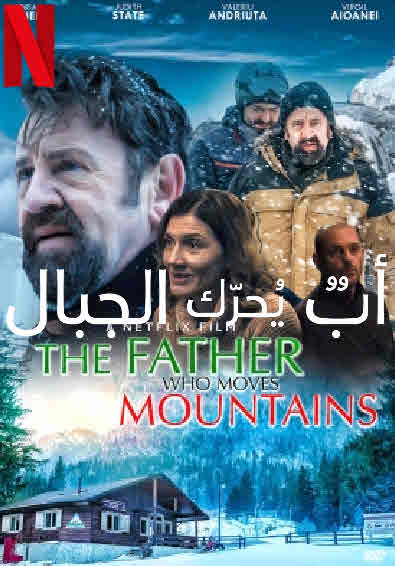 N
JUDITH
STATE
VALERIU
ANDRIUTA
VIRGIL
AIOANEI
أبٌ يُحرّك الجبال
A NETFLIX FILM
THE FATHER
WHO MOVES
MOUNTAINS